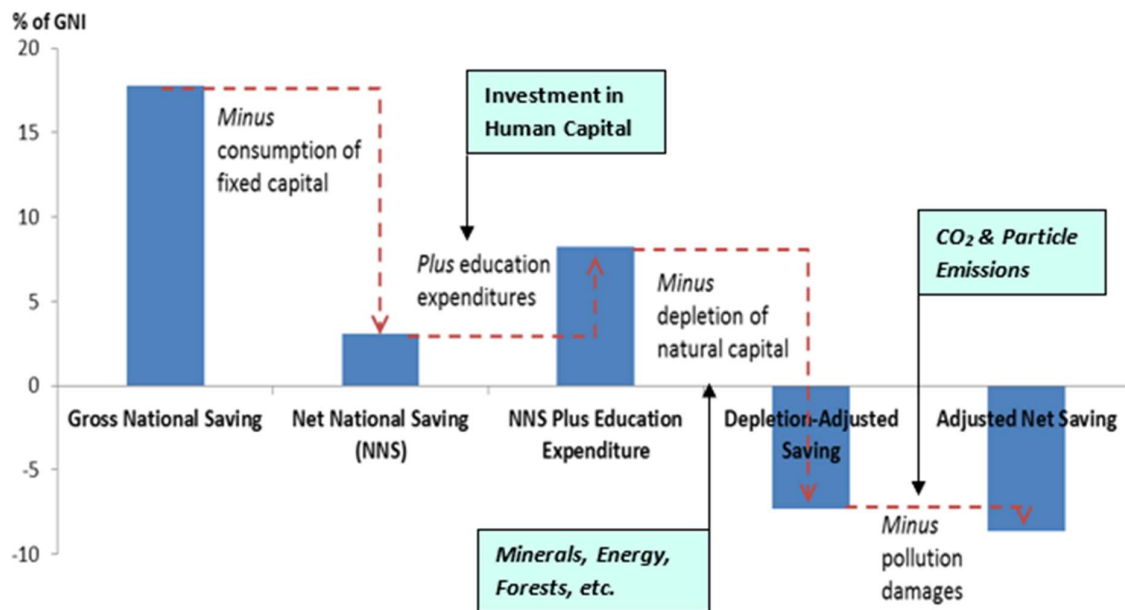 % of GNI
20
15
10
5
0
-5
-10
Minus
consumption of
fixed capital
Investment in
Human Capital
Plus education
expenditures
Minus
depletion of
natural capital
CO₂ & Particle
Emissions
Gross National Saving
Net National Saving
(NNS)
NNS Plus Education
Expenditure
Depletion-Adjusted
Saving
Adjusted Net Saving
Minerals, Energy,
Forests, etc.
Minus
pollution
damages